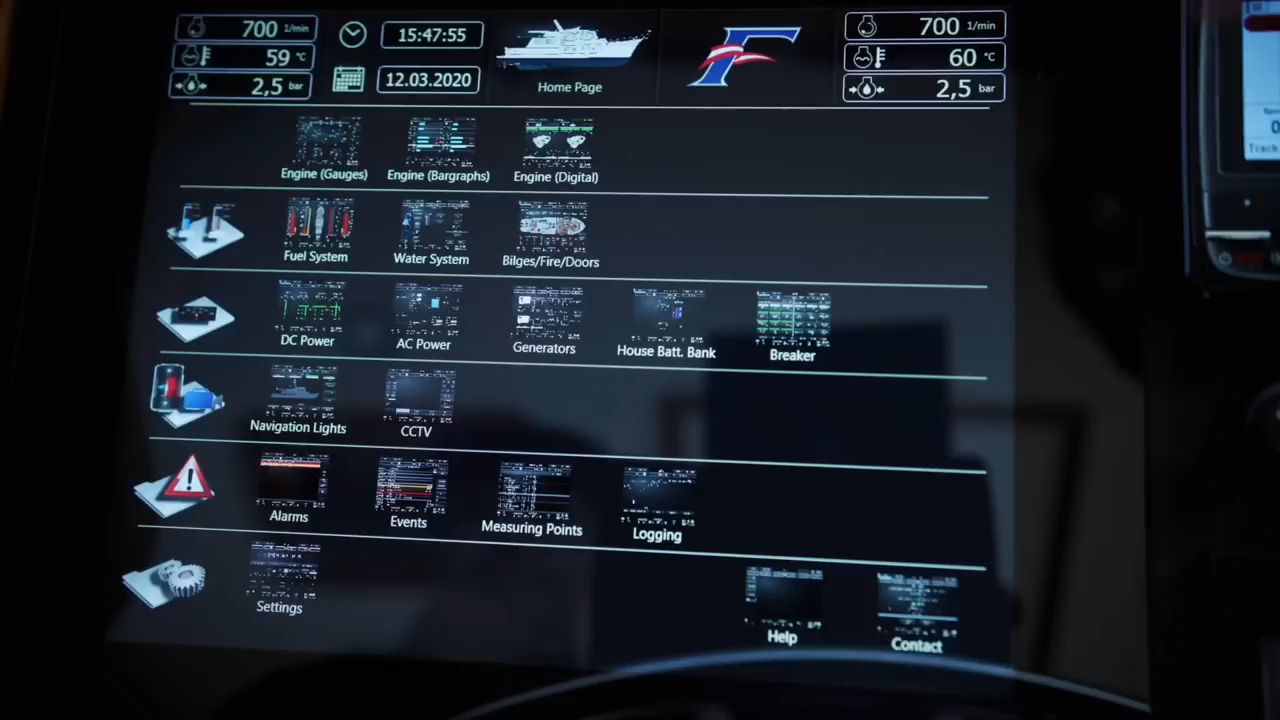 700 1/min
59 °C
2,5 bar
15:47:55
12.03.2020
Home Page
F
700 1/min
60 °C
2,5 bar
Engine (Gauges) Engine (Bargraphs) Engine (Digital)
Fuel System Water System Bilges/Fire/Doors
DC Power AC Power Generators House Batt. Bank Breaker
Navigation Lights CCTV
Alarms Events Measuring Points Logging
Settings Help Contact
Track